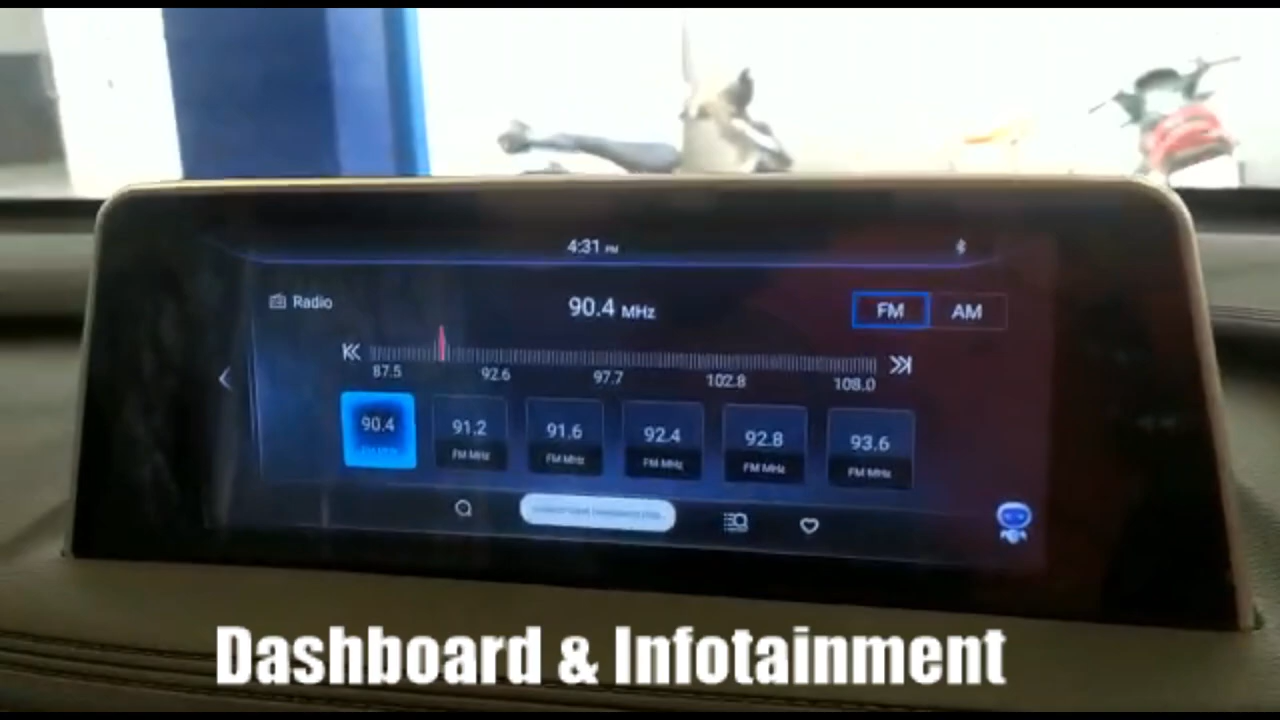 4:31 PM
Radio
90.4 MHz
FM AM
87.5 92.6 97.7 102.8 108.0
90.4 91.2 91.6 92.4 92.8 93.6
FM MHz FM MHz FM MHz FM MHz FM MHz
Dashboard & Infotainment